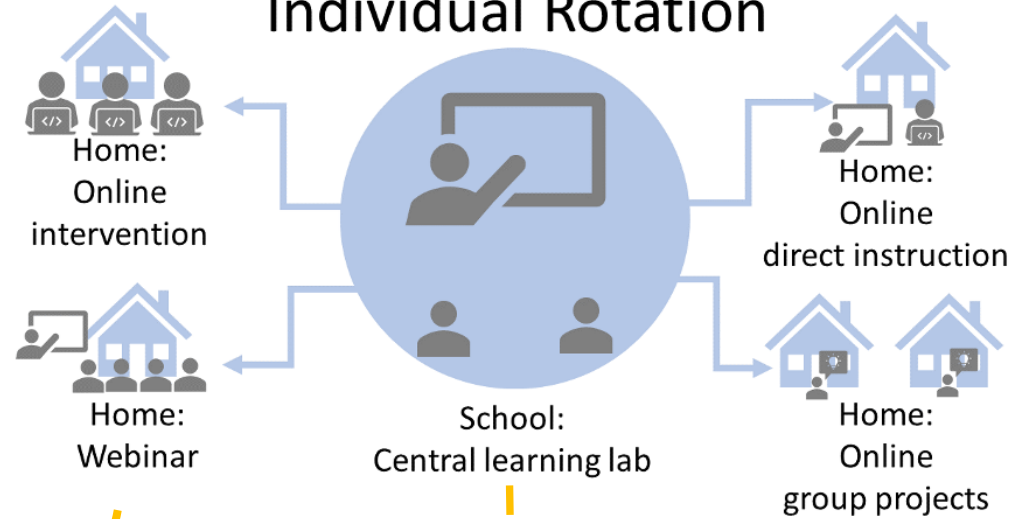 Individual Rotation
Home:
Online
intervention
Home:
Online
direct instruction
Home:
Webinar
School:
Central learning lab
Home:
Online
group projects